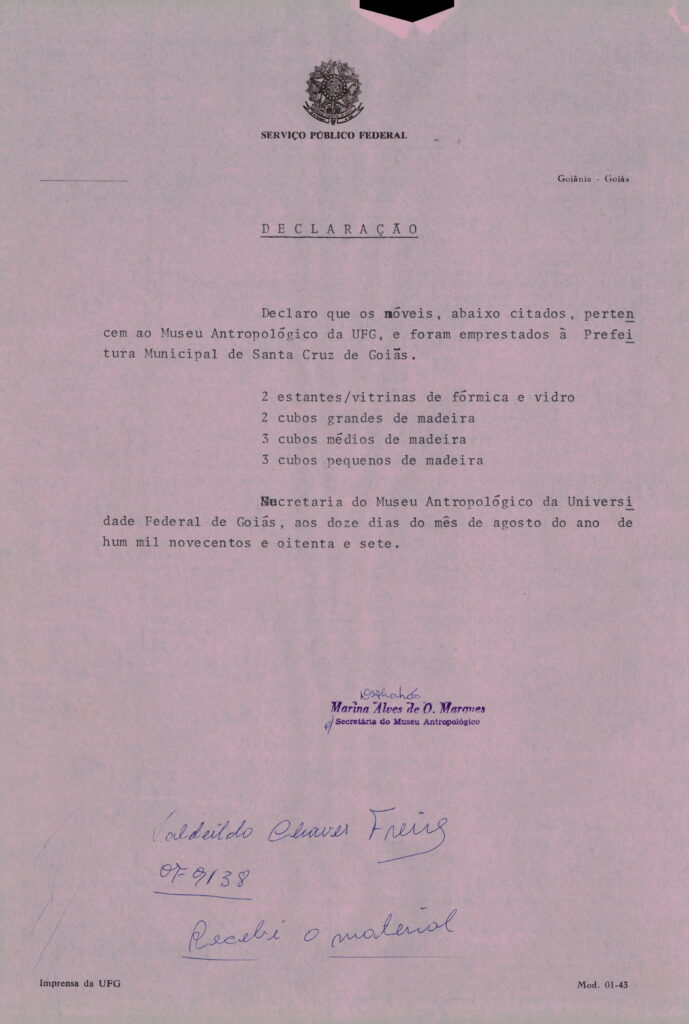 SERVIÇO PÚBLICO FEDERAL
Goiânia - Goiás
DECLARAÇÃO
Declaro que os móveis, abaixo citados, perten
cem ao Museu Antropológico da UFG, e foram emprestados à Prefei
tura Municipal de Santa Cruz de Goiás.
2 estantes/vitrinas de fórmica e vidro
2 cubos grandes de madeira
3 cubos médios de madeira
3 cubos pequenos de madeira
Secretaria do Museu Antropológico da Universi
dade Federal de Goiás, aos doze dias do mês de agosto do ano de
hum mil novecentos e oitenta e sete.
Marina Alves de O. Marques
p/ Secretária do Museu Antropológico
Valdeildo Chaves Freire
OF 9138
Recebi o material
Imprensa da UFG
Mod. 01-43